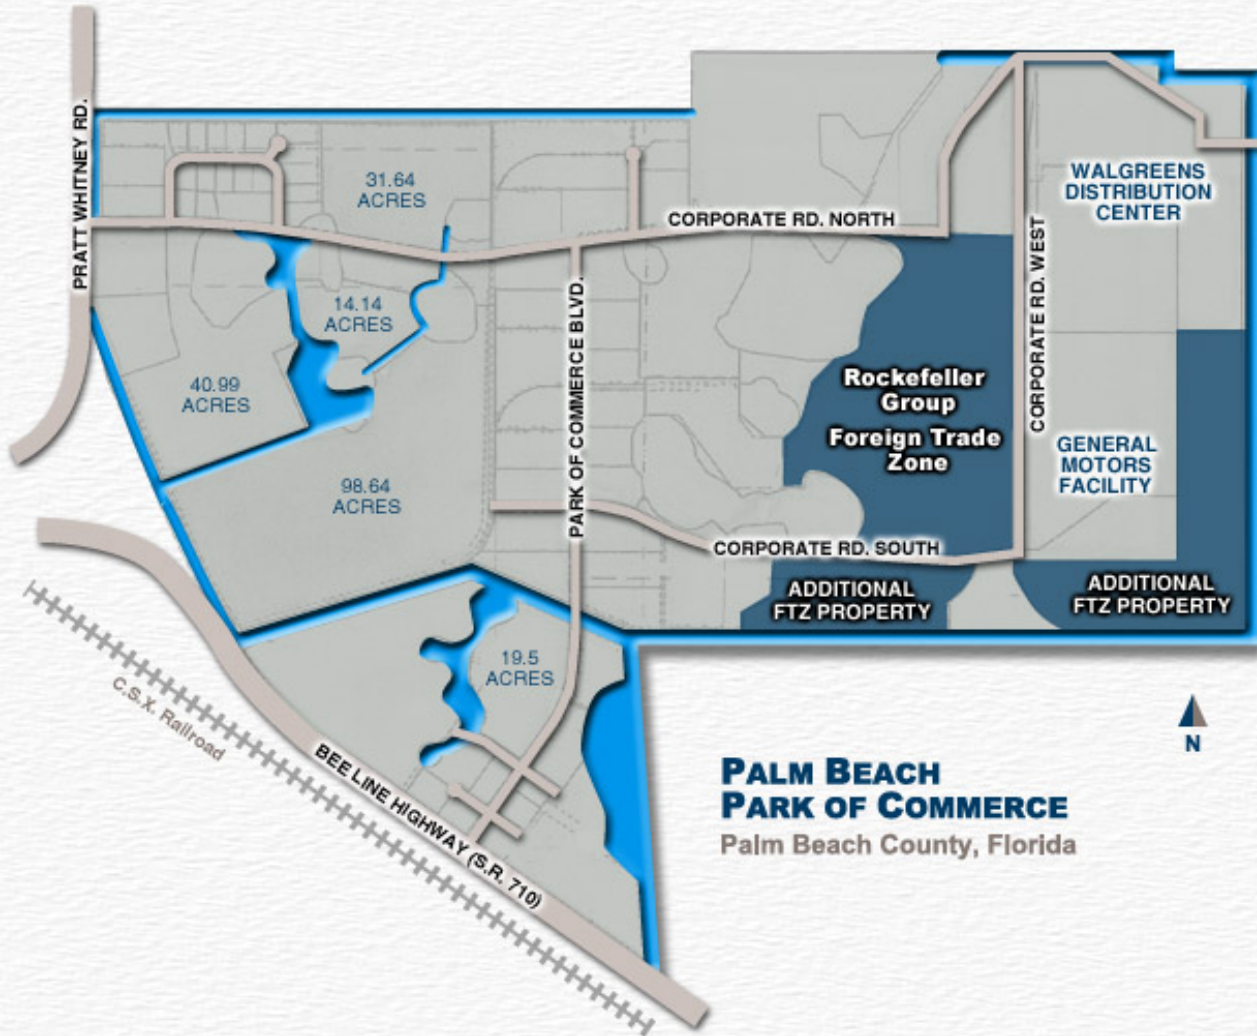 PRATT WHITNEY RD.
31.64
ACRES
CORPORATE RD. NORTH
WALGREENS
DISTRIBUTION
CENTER
14.14
ACRES
40.99
ACRES
PARK OF COMMERCE BLVD.
CORPORATE RD. WEST
Rockefeller
Group
Foreign Trade
Zone
GENERAL
MOTORS
FACILITY
98.64
ACRES
CORPORATE RD. SOUTH
ADDITIONAL
FTZ PROPERTY
ADDITIONAL
FTZ PROPERTY
19.5
ACRES
C.S.X. Railroad
BEE LINE HIGHWAY (S.R. 710)
N
PALM BEACH
PARK OF COMMERCE
Palm Beach County, Florida